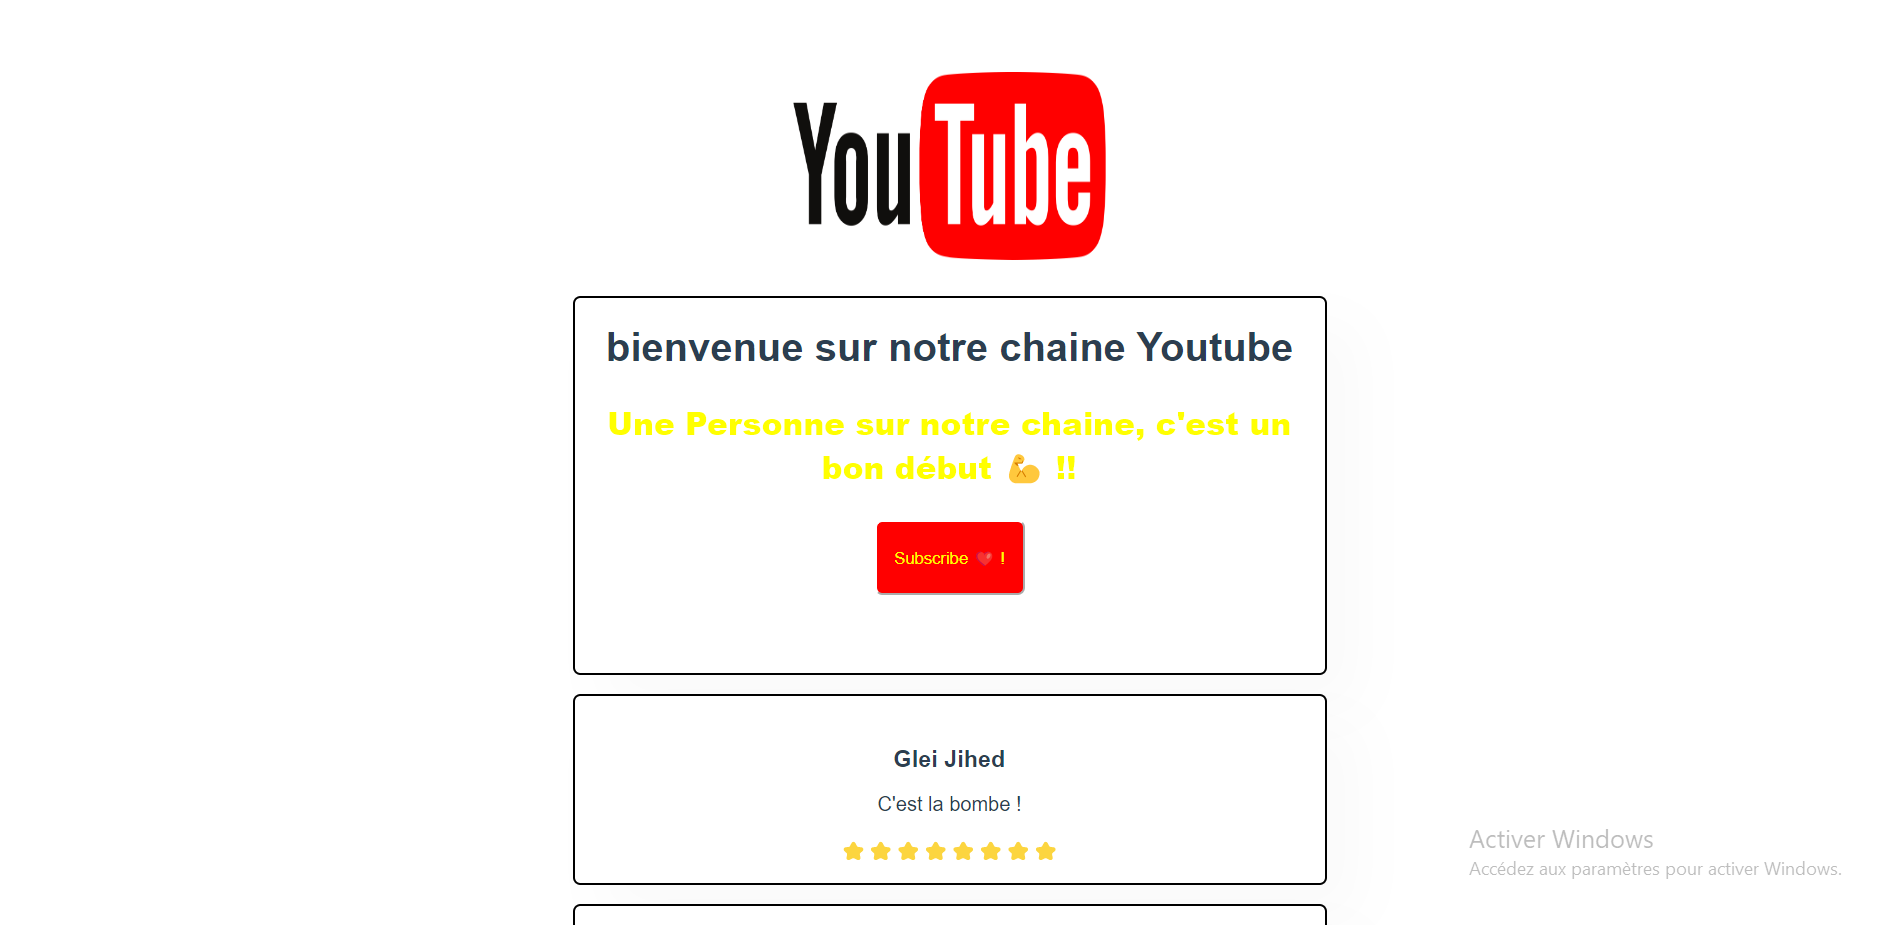 YouTube
bienvenue sur notre chaine Youtube
Une Personne sur notre chaine, c'est un
bon début 💪 !!
Subscribe 💗 !
Glei Jihed
C'est la bombe !
⭐ ⭐ ⭐ ⭐ ⭐ ⭐ ⭐ ⭐
Activer Windows
Accédez aux paramètres pour activer Windows.